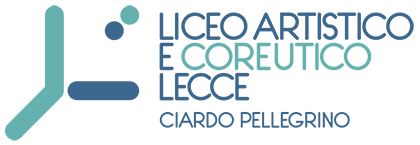 LICEO ARTISTICO
E COREUTICO
LECCE
CIARDO PELLEGRINO